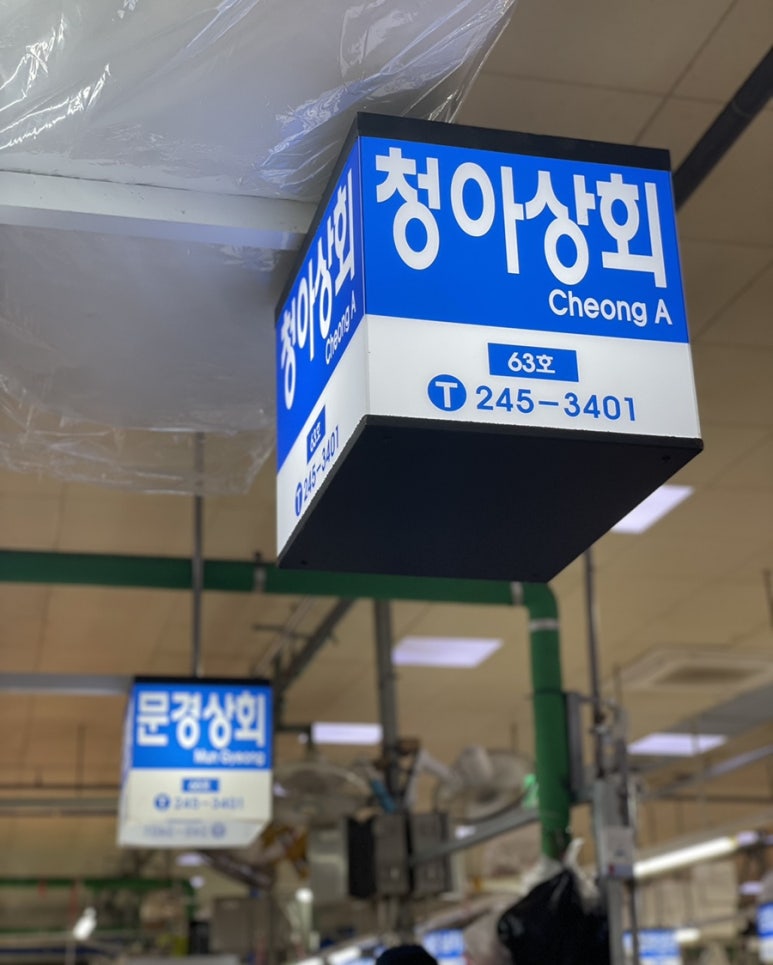 청아상회
Cheong A
63호
T 245-3401
청아상회
Cheong A
63호
T 245-3401
문경상회
Mun Gyeong
245-3401